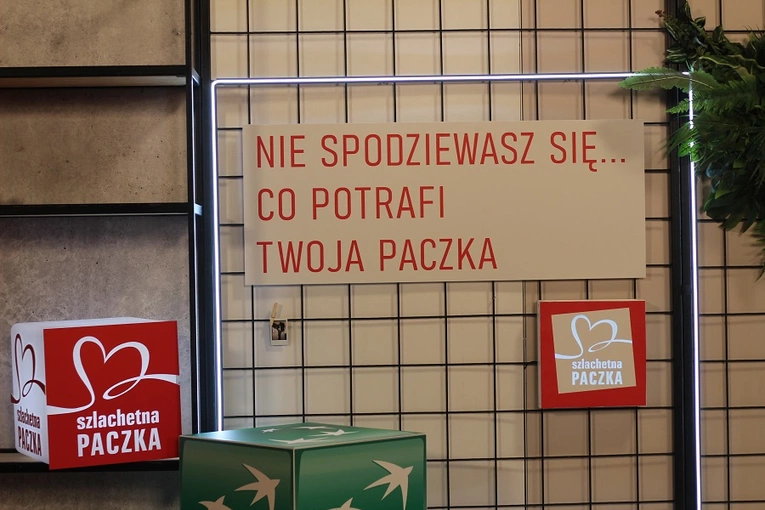 NIE SPODZIEWASZ SIĘ...
CO POTRAFI
TWOJA PACZKA
szlachetna
PACZKA
szlachetna
PACZKA
szlachetna
PACZKA